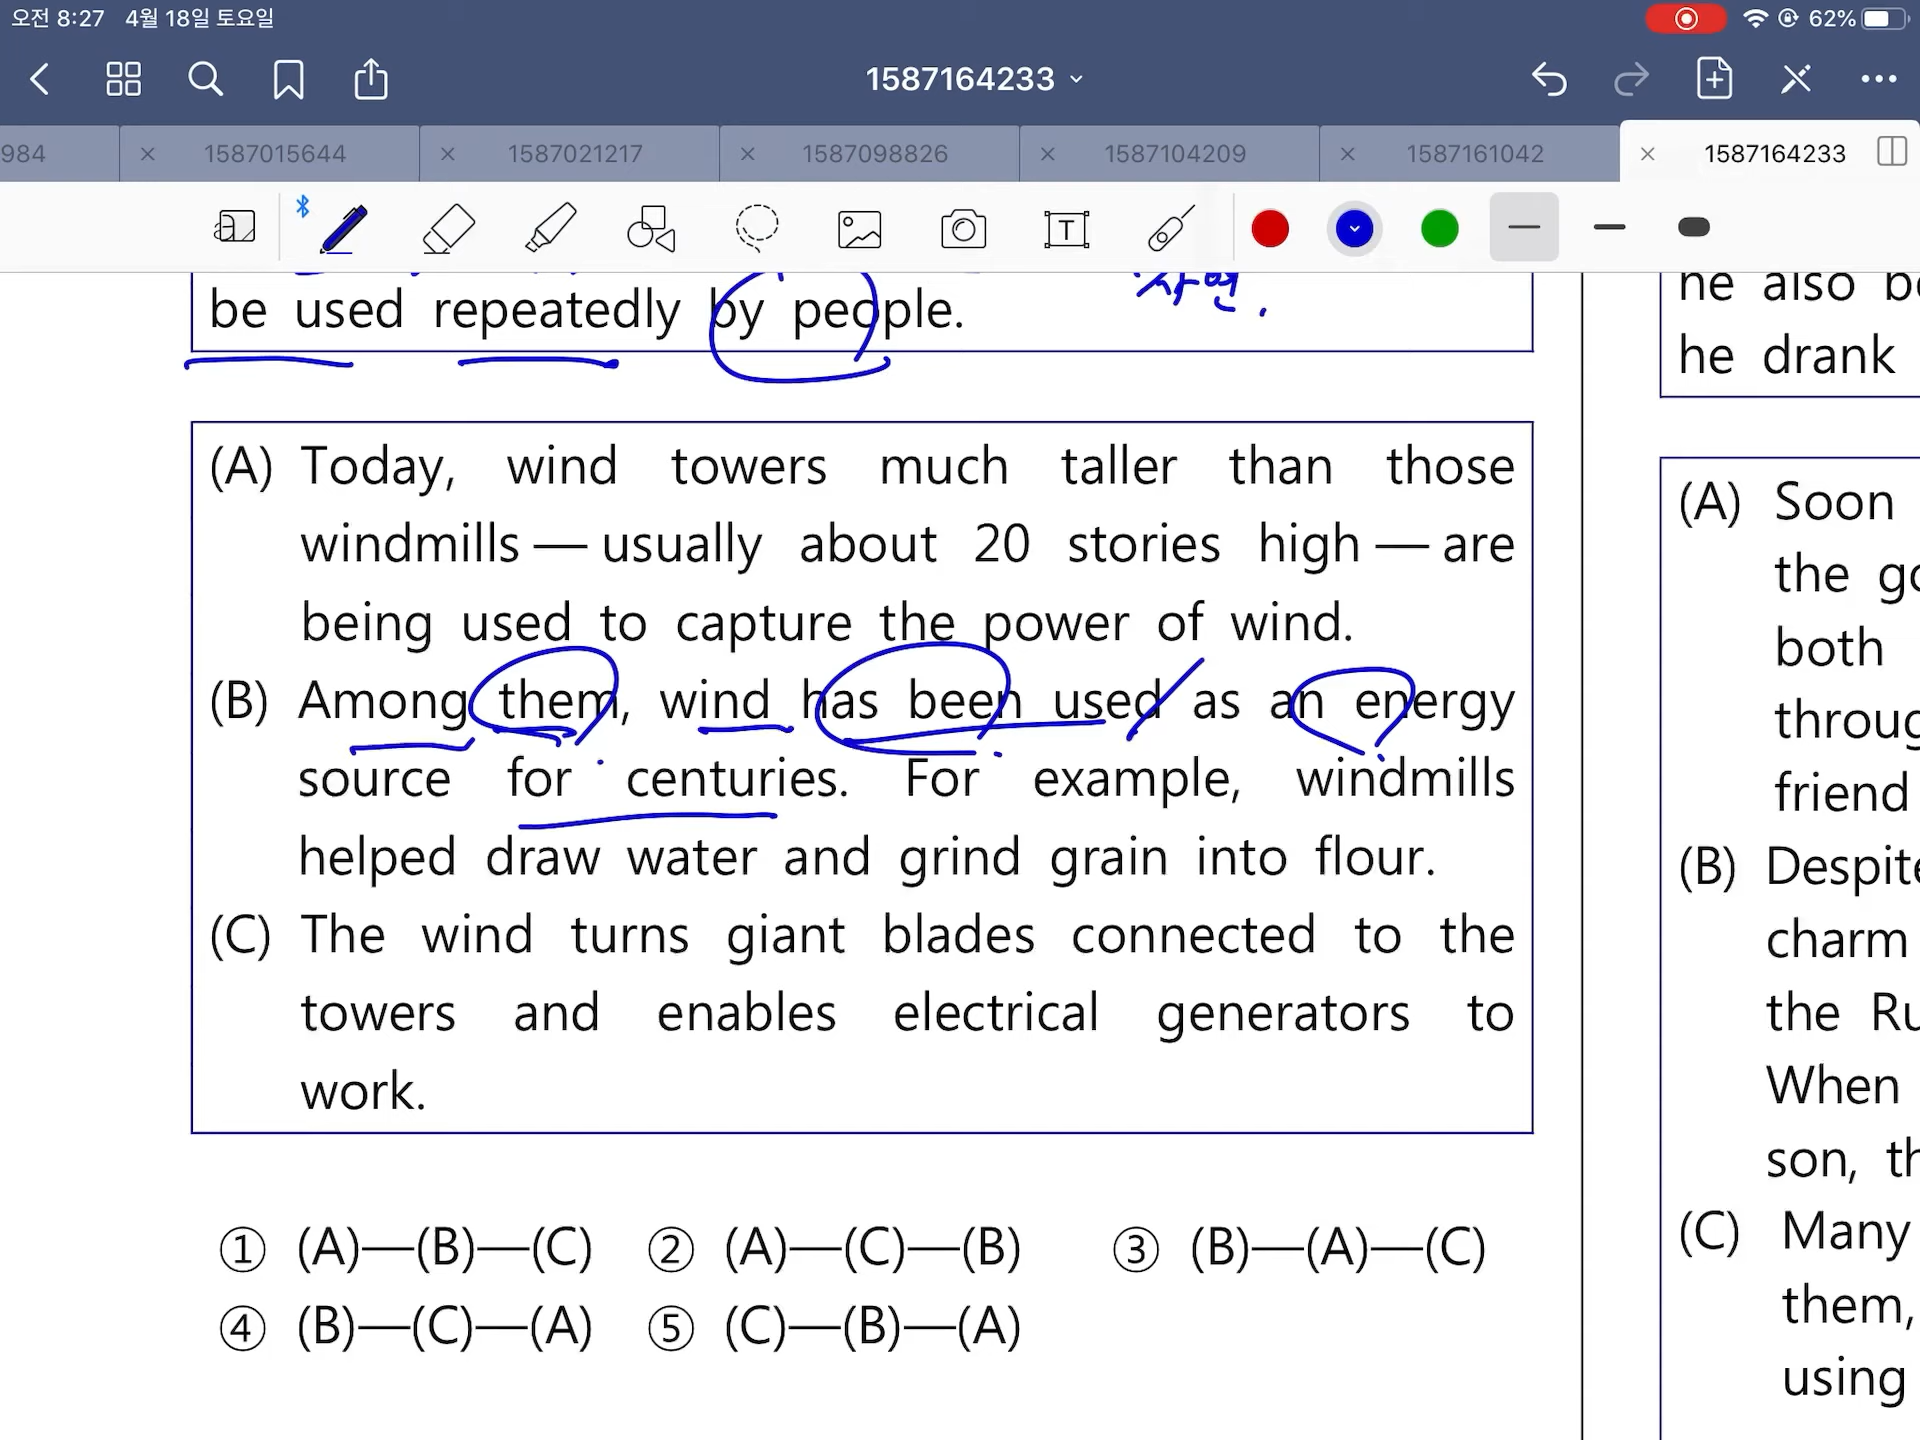 오전 8:27 4월 18일 토요일
62%
1587164233
984
1587015644
1587021217
1587098826
1587104209
1587161042
1587164233
be used repeatedly by people.
자연.
(A) Today, wind towers much taller than those
windmills — usually about 20 stories high — are
being used to capture the power of wind.
(B) Among them, wind has been used as an energy
source for centuries. For example, windmills
helped draw water and grind grain into flour.
(C) The wind turns giant blades connected to the
towers and enables electrical generators to
work.
① (A)—(B)—(C) ② (A)—(C)—(B) ③ (B)—(A)—(C)
④ (B)—(C)—(A) ⑤ (C)—(B)—(A)
he also
he drank
(A) Soon
the
both
friend
(B)
charm
the
When
son,
(C) Many
them,
using